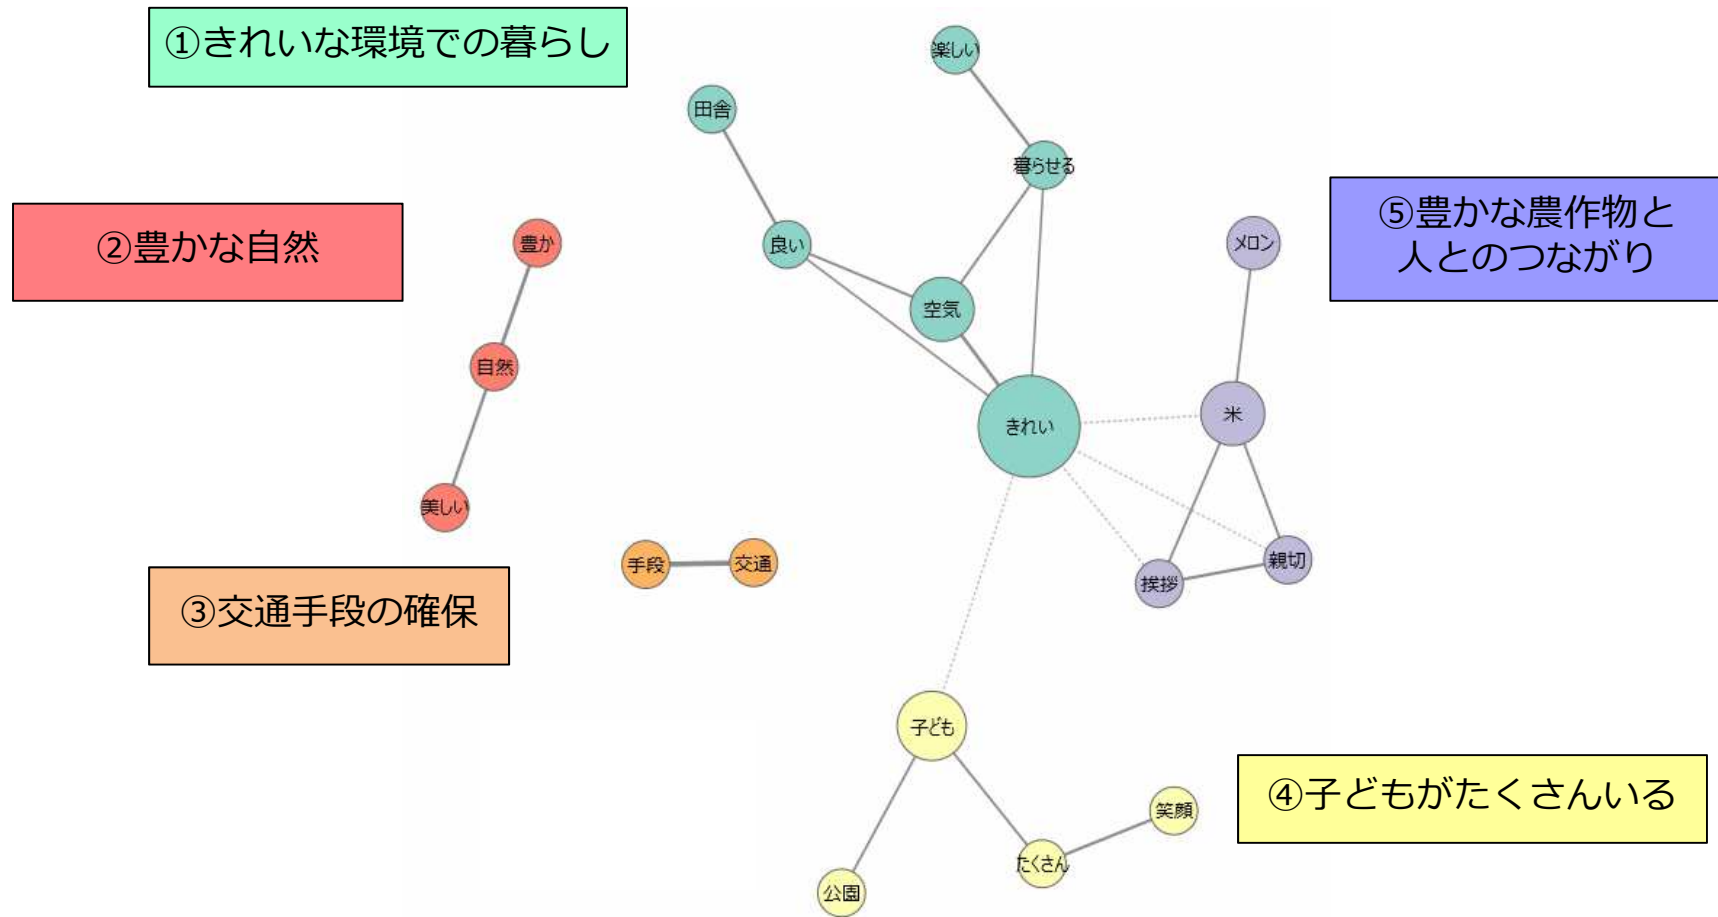 ①きれいな環境での暮らし
楽しい
田舎
暮らせる
②豊かな自然
豊か
良い
メロン
⑤豊かな農作物と
人とのつながり
空気
自然
きれい
米
美しい
手段
交通
挨拶
親切
③交通手段の確保
子ども
④子どもがたくさんいる
笑顔
たくさん
公園